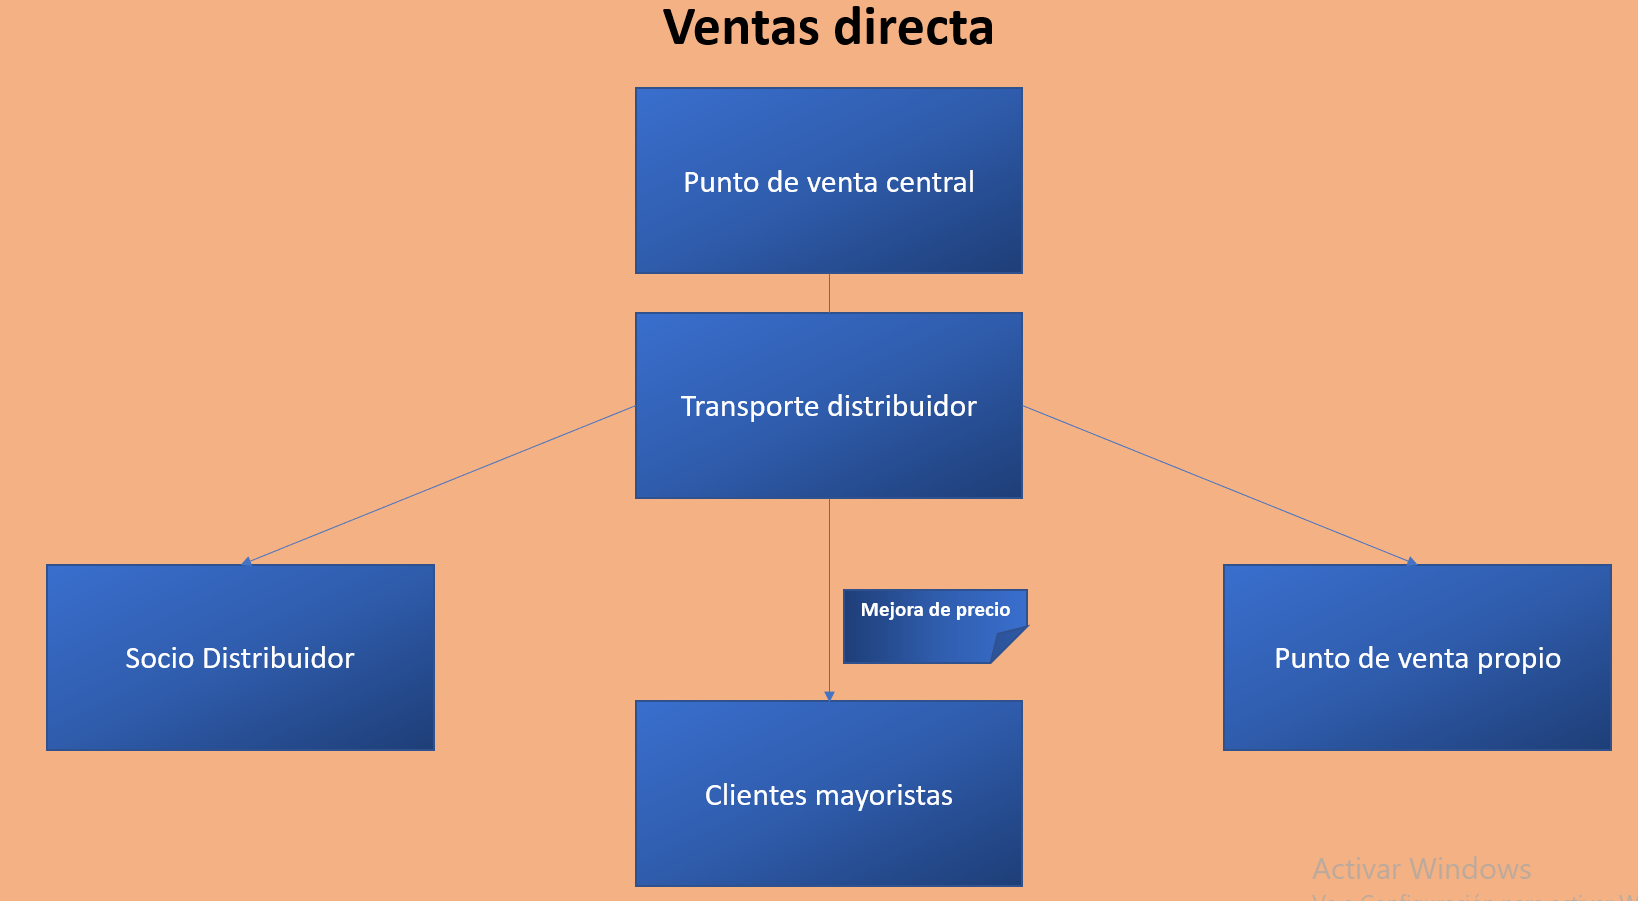 Ventas directa
Punto de venta central
Transporte distribuidor
Socio Distribuidor
Mejora de precio
Punto de venta propio
Clientes mayoristas
Activar Windows